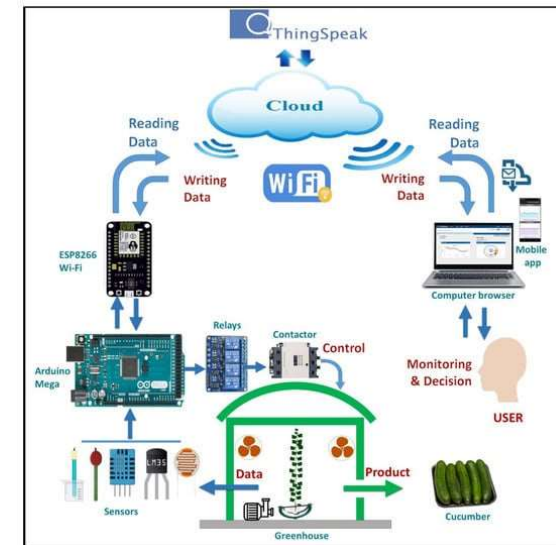 ThingSpeak
Cloud
Reading
Data
Reading
Data
Writing
Data
WiFi
Writing
Data
ESP8266
Wi-Fi
Mobile
app
Computer browser
Arduino
Mega
Relays
Contactor
Control
Monitoring
& Decision
USER
LM35
Data
Product
Sensors
Greenhouse
Cucumber